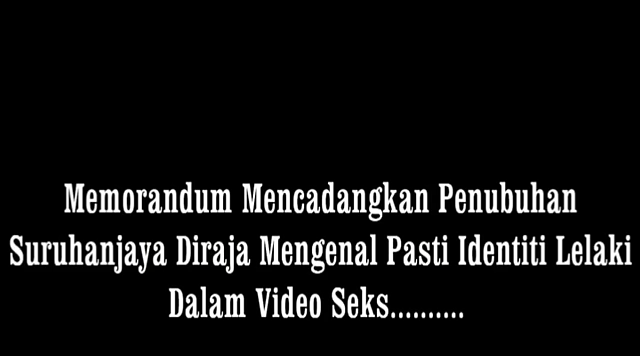 Memorandum Mencadangkan Penubuhan
Suruhanjaya Diraja Mengenal Pasti Identiti Lelaki
Dalam Video Seks..........